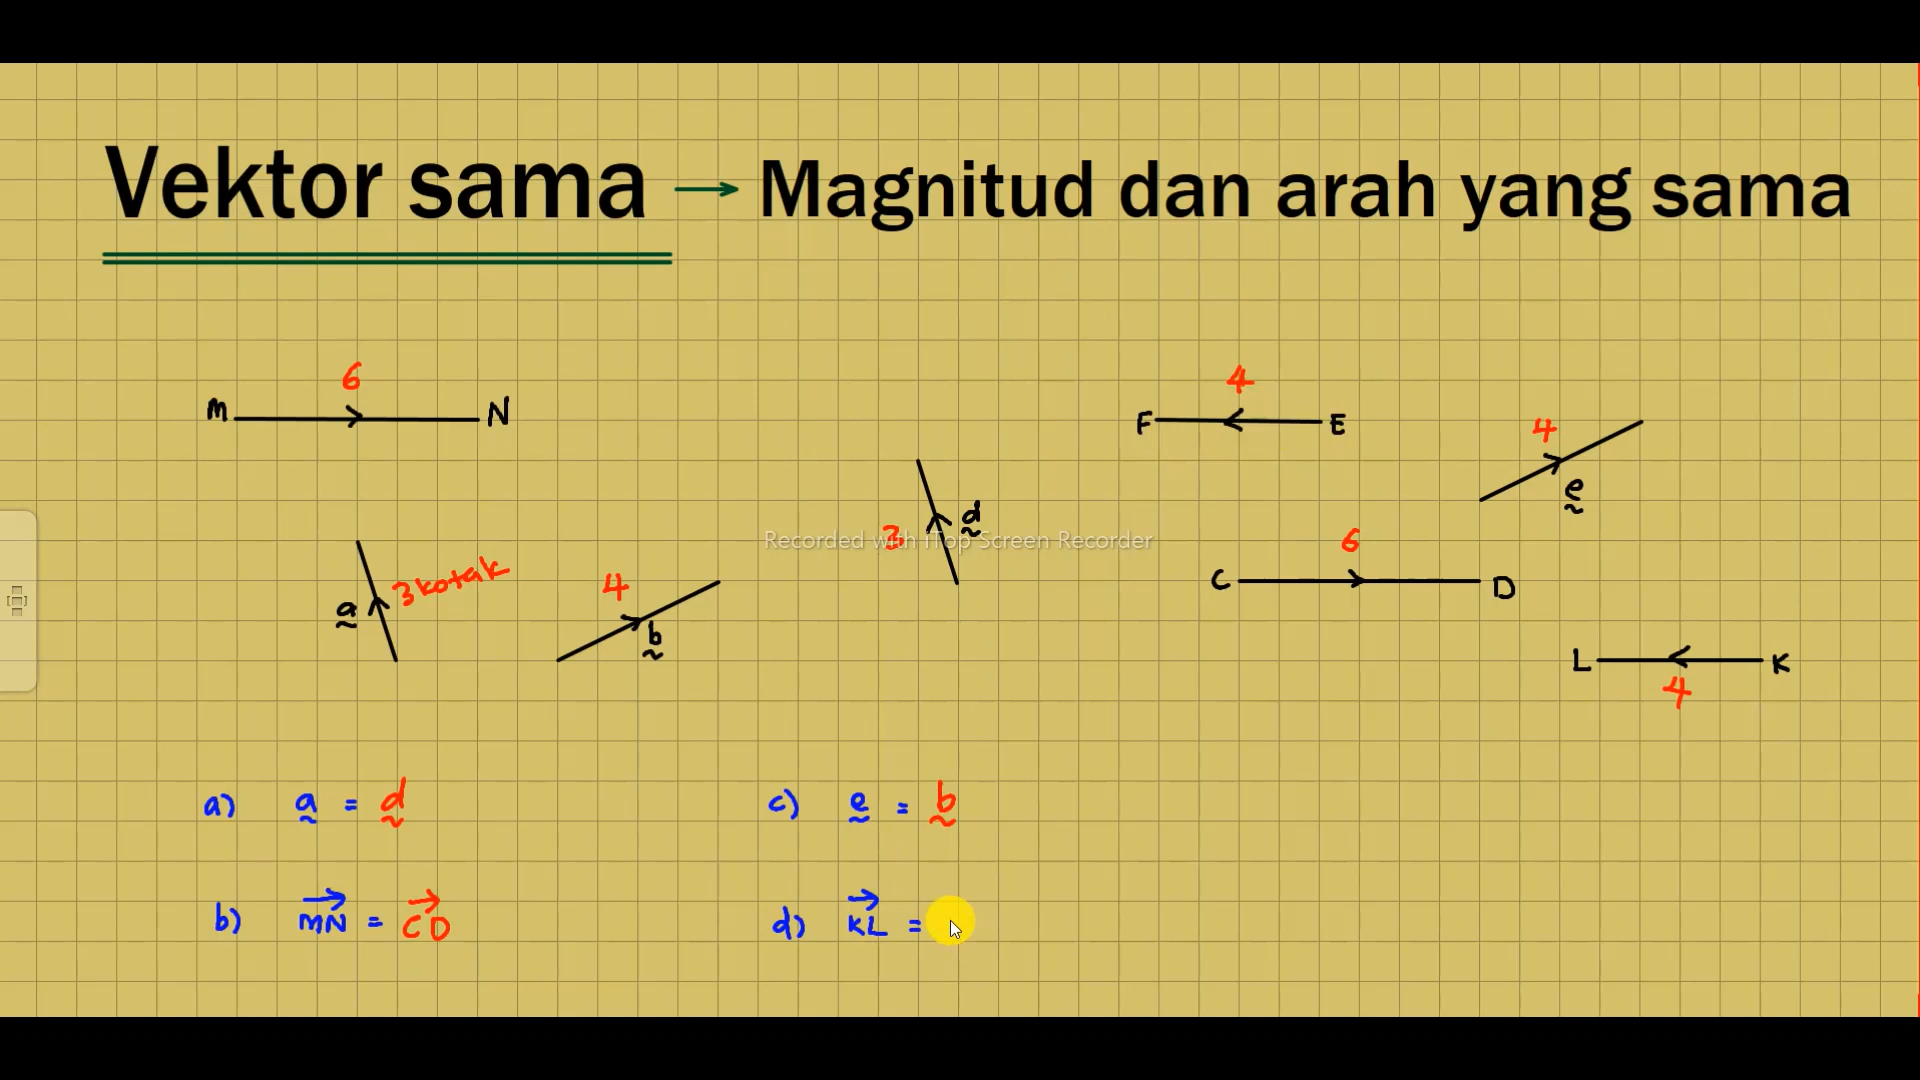 Vektor sama → Magnitud dan arah yang sama
M 6 N
F 4 E
4
e
3 d
a 3 kotak
4
b
C 6 D
L 4 K
Recorded with iTop Screen Recorder
a) a = d
c) e = b
b) MN = CD
d) KL =